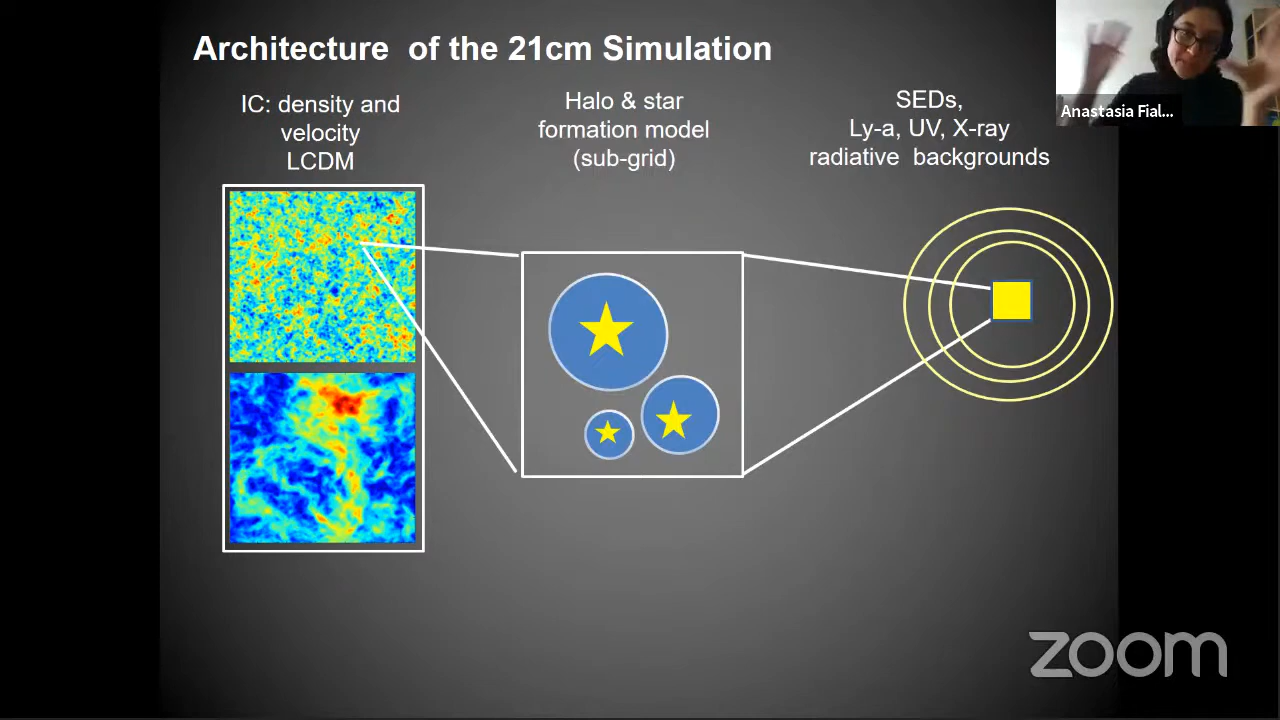 Architecture of the 21cm Simulation
IC: density and
velocity
LCDM
Halo & star
formation model
(sub-grid)
SEDs,
Ly-a, UV, X-ray
radiative backgrounds
Anastasia Fial...
zoom